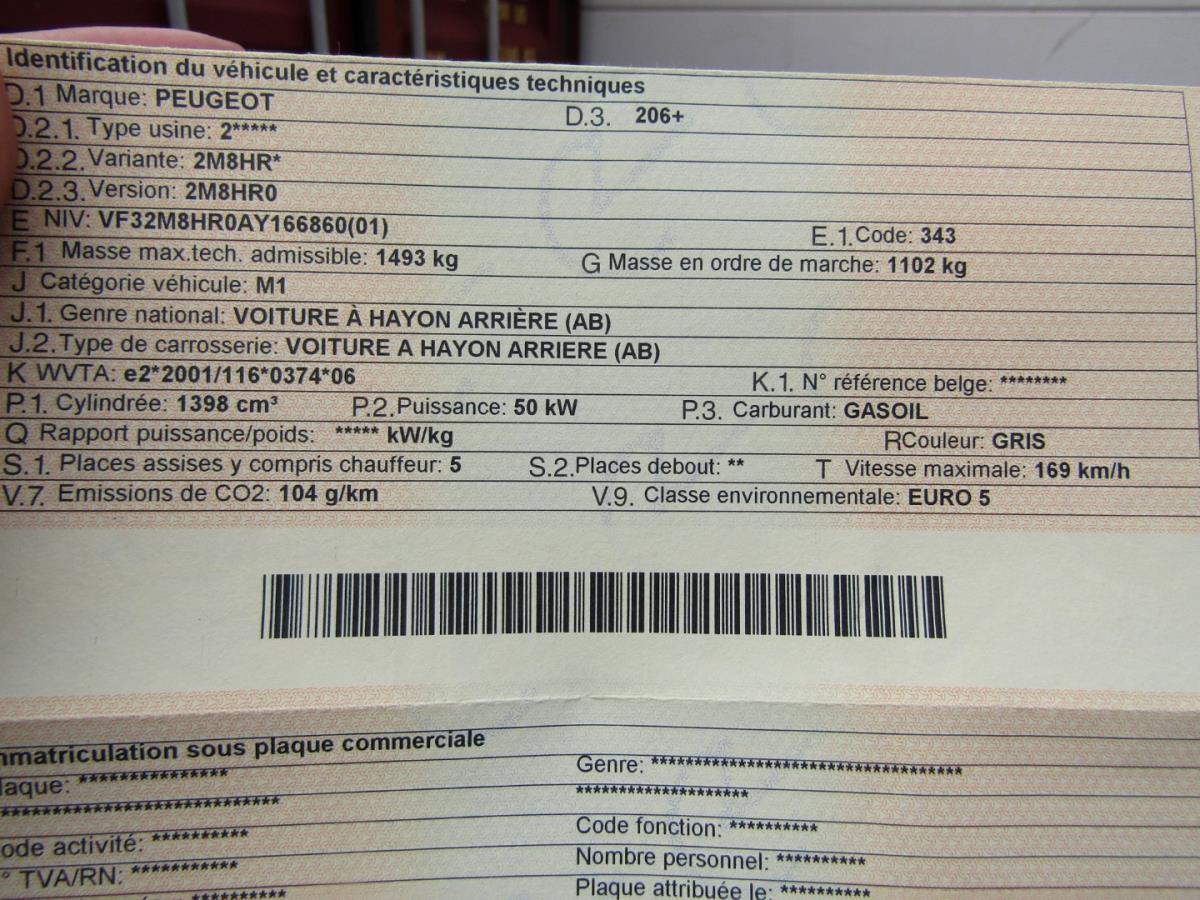 Identification du véhicule et caractéristiques techniques
D.1 Marque: PEUGEOT D.3. 206+
D.2.1. Type usine: 2*****
D.2.2. Variante: 2M8HR*
D.2.3. Version: 2M8HR0
E NIV: VF32M8HR0AY166860(01) E.1. Code: 343
F.1 Masse max.tech. admissible: 1493 kg G Masse en ordre de marche: 1102 kg
J Catégorie véhicule: M1
J.1. Genre national: VOITURE À HAYON ARRIÈRE (AB)
J.2. Type de carrosserie: VOITURE A HAYON ARRIERE (AB)
K WVTA: e2*2001/116*0374*06 K.1. N° référence belge: ********
P.1. Cylindrée: 1398 cm³ P.2. Puissance: 50 kW P.3. Carburant: GASOIL
Q Rapport puissance/poids: ***** kW/kg R Couleur: GRIS
S.1. Places assises y compris chauffeur: 5 S.2. Places debout: ** T Vitesse maximale: 169 km/h
V.7. Emissions de CO2: 104 g/km V.9. Classe environnementale: EURO 5
mmatriculation sous plaque commerciale
laque: *************** Genre: **********************************
**************************** *******************
ode activité: ********** Code fonction: **********
° TVA/RN: *********** Nombre personnel: **********
********** Plaque attribuée le: **********